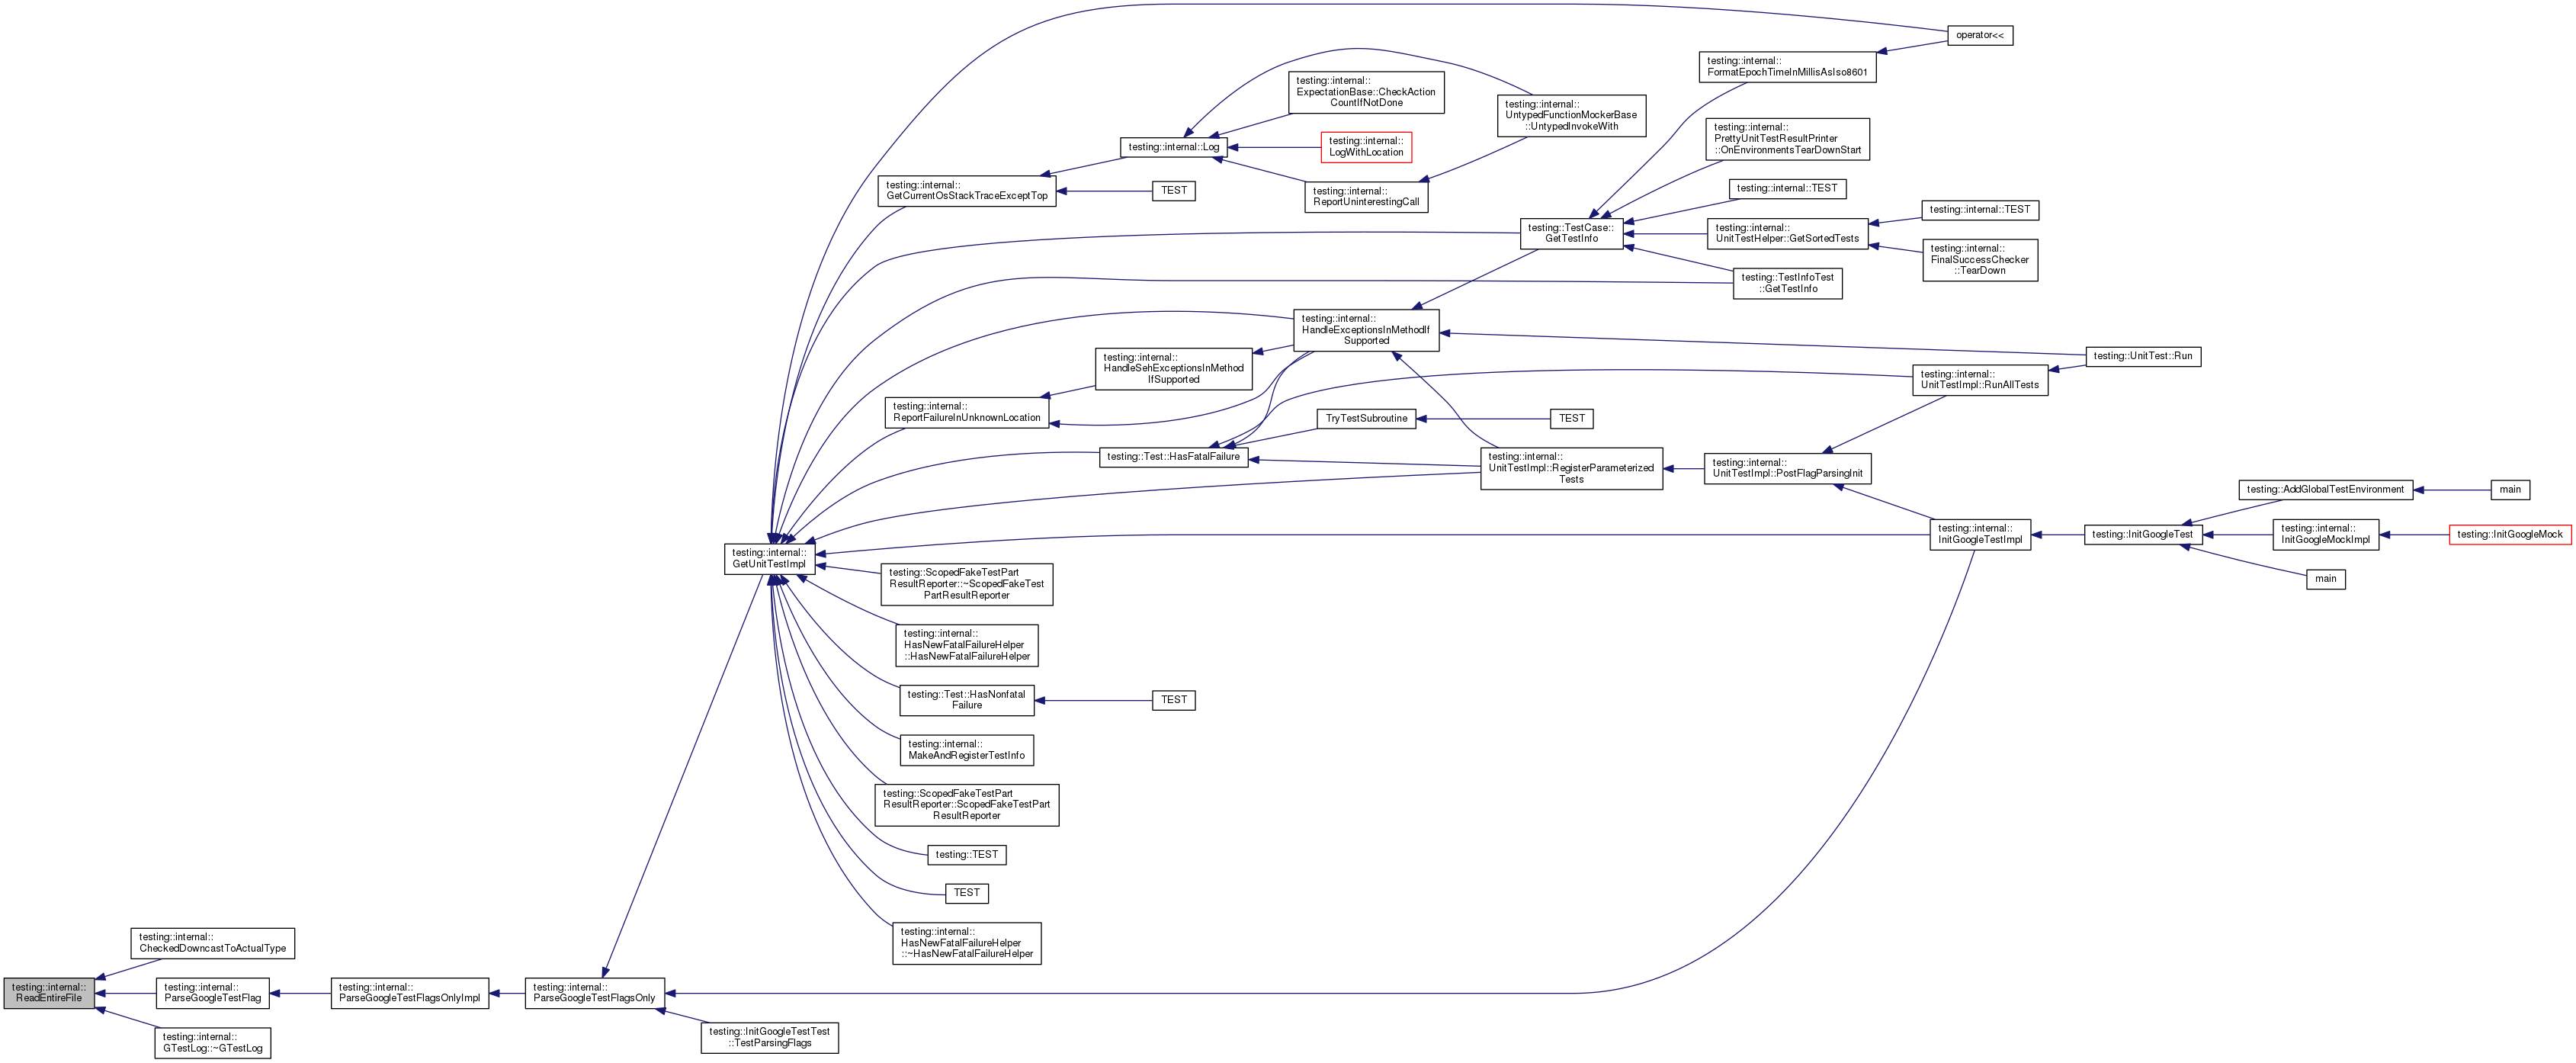 operator<<
testing::internal::
FormatEpochTimeInMillisAsIso8601
testing::internal::
ExpectationBase::CheckAction
CountIfNotDone
testing::internal::
UntypedFunctionMockerBase
::UntypedInvokeWith
testing::internal::
PrettyUnitTestResultPrinter
::OnEnvironmentsTearDownStart
testing::internal::Log
testing::internal::
LogWithLocation
testing::internal::
GetCurrentOsStackTraceExceptTop
TEST
testing::internal::
ReportUninterestingCall
testing::internal::TEST
testing::TestCase::
GetTestInfo
testing::internal::
UnitTestHelper::GetSortedTests
testing::internal::TEST
testing::internal::
FinalSuccessChecker
::TearDown
testing::TestInfoTest
::GetTestInfo
testing::internal::
HandleExceptionsInMethodIf
Supported
testing::internal::
HandleSehExceptionsInMethod
IfSupported
testing::UnitTest::Run
testing::internal::
UnitTestImpl::RunAllTests
testing::internal::
ReportFailureInUnknownLocation
TryTestSubroutine
TEST
testing::Test::HasFatalFailure
testing::internal::
UnitTestImpl::RegisterParameterized
Tests
testing::internal::
UnitTestImpl::PostFlagParsingInit
testing::AddGlobalTestEnvironment
main
testing::internal::
InitGoogleTestImpl
testing::InitGoogleTest
testing::internal::
InitGoogleMockImpl
testing::InitGoogleMock
main
testing::internal::
GetUnitTestImpl
testing::ScopedFakeTestPart
ResultReporter::~ScopedFakeTest
PartResultReporter
testing::internal::
HasNewFatalFailureHelper
::HasNewFatalFailureHelper
testing::Test::HasNonfatal
Failure
TEST
testing::internal::
MakeAndRegisterTestInfo
testing::ScopedFakeTestPart
ResultReporter::ScopedFakeTestPart
ResultReporter
testing::TEST
TEST
testing::internal::
HasNewFatalFailureHelper
::~HasNewFatalFailureHelper
testing::internal::
CheckedDowncastToActualType
testing::internal::
ReadEntireFile
testing::internal::
ParseGoogleTestFlag
testing::internal::
ParseGoogleTestFlagsOnlyImpl
testing::internal::
ParseGoogleTestFlagsOnly
testing::InitGoogleTestTest
::TestParsingFlags
testing::internal::
GTestLog::~GTestLog